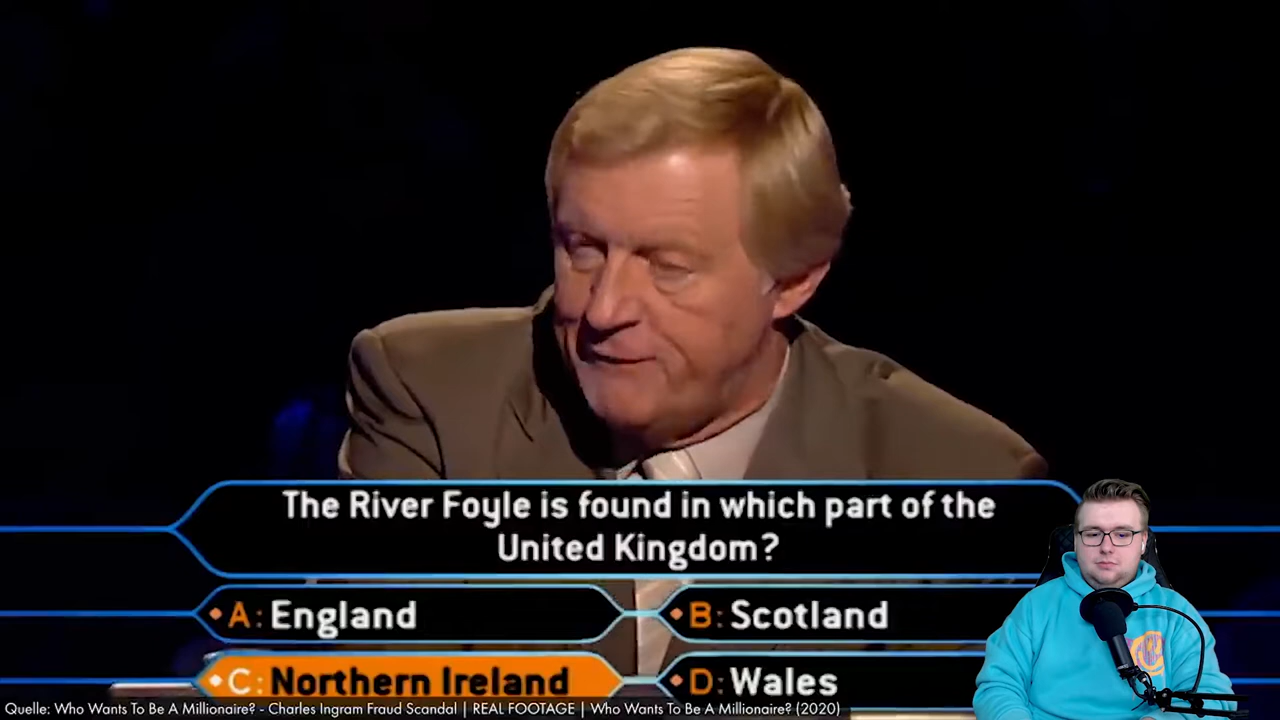 The River Foyle is found in which part of the
United Kingdom?
A: England
B: Scotland
C: Northern Ireland
D: Wales
Quelle: Who Wants To Be A Millionaire? - Charles Ingram Fraud Scandal | REAL FOOTAGE | Who Wants To Be A Millionaire? (2020)